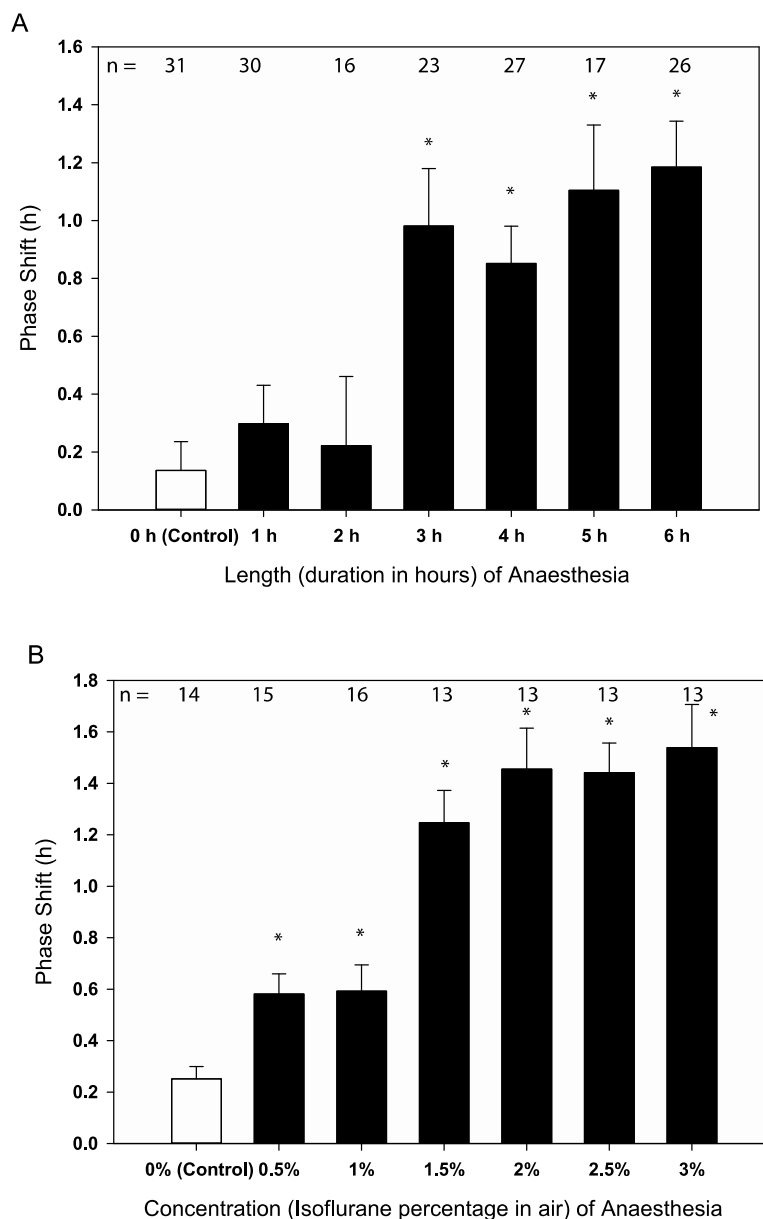 A
1.6
n = 31 30 16 23 27 17 26
1.4
* *
1.2
*
*
1.0
0.8
0.6
0.4
0.2
0.0
Phase Shift (h)
0 h (Control) 1 h 2 h 3 h 4 h 5 h 6 h
Length (duration in hours) of Anaesthesia
B
1.8
n = 14 15 16 13 13 13 13
* * *
1.6
*
1.4
1.2
1.0
0.8
* *
0.6
0.4
0.2
0.0
Phase Shift (h)
0% (Control) 0.5% 1% 1.5% 2% 2.5% 3%
Concentration (Isoflurane percentage in air) of Anaesthesia